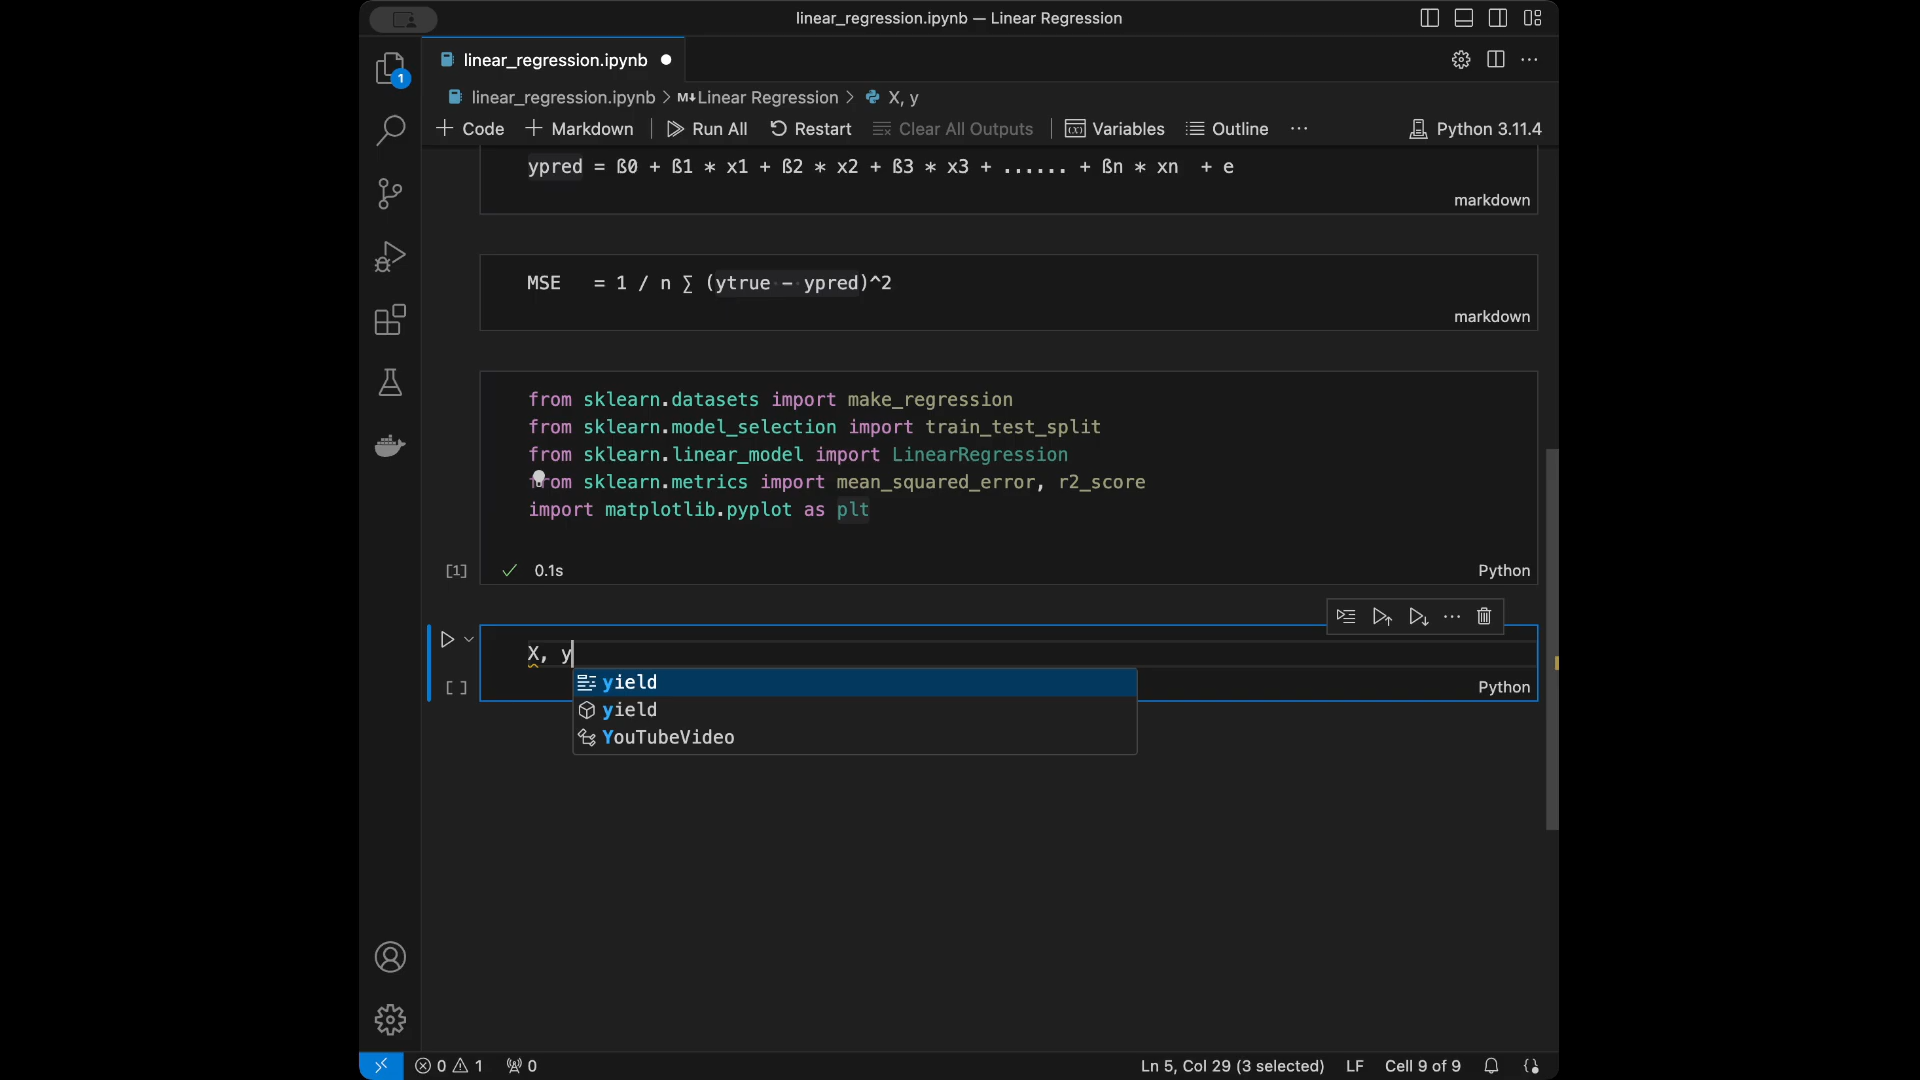 linear_regression.ipynb — Linear Regression
linear_regression.ipynb
1
linear_regression.ipynb > M↓Linear Regression > X, y
+ Code + Markdown Run All Restart Clear All Outputs Variables Outline ... Python 3.11.4
ypred = ß0 + ß1 * x1 + ß2 * x2 + ß3 * x3 + ...... + ßn * xn + e
markdown
MSE = 1 / n ∑ (ytrue - ypred)^2
markdown
from sklearn.datasets import make_regression
from sklearn.model_selection import train_test_split
from sklearn.linear_model import LinearRegression
from sklearn.metrics import mean_squared_error, r2_score
import matplotlib.pyplot as plt
[1] ✓ 0.1s Python
X, y
[ ] Python
yield
yield
YouTubeVideo
0 1 0 Ln 5, Col 29 (3 selected) LF Cell 9 of 9